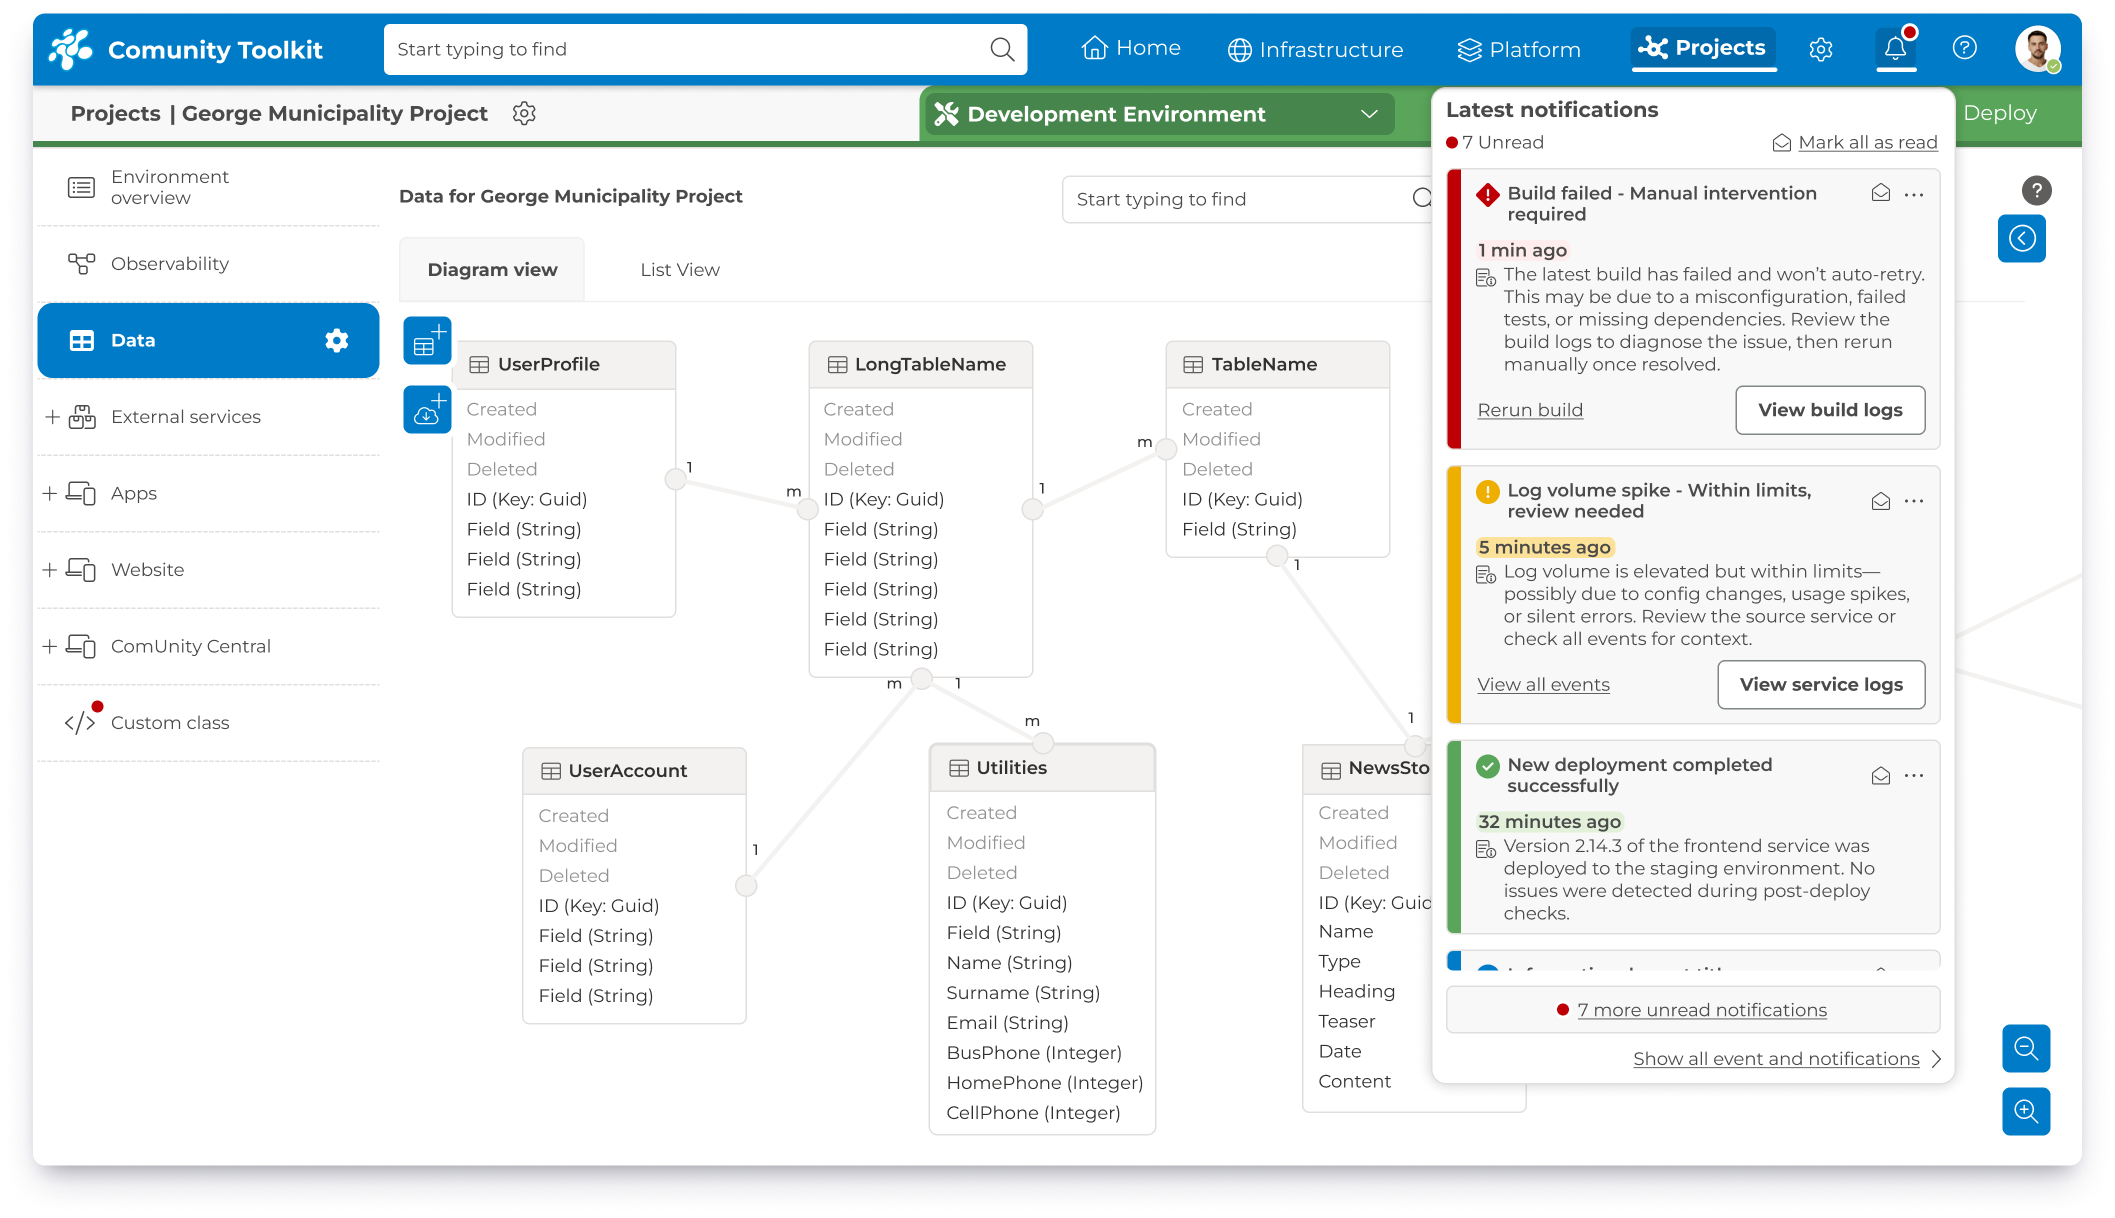 Comunity Toolkit
Start typing to find
Home
Infrastructure
Platform
Projects
Projects | George Municipality Project
Development Environment
Deploy
Environment
overview
Observability
Data
External services
Apps
Website
ComUnity Central
Custom class
Data for George Municipality Project
Start typing to find
?
Diagram view
List View
UserProfile
Created
Modified
Deleted
ID (Key: Guid)
Field (String)
Field (String)
Field (String)
1
m
LongTableName
Created
Modified
Deleted
ID (Key: Guid)
Field (String)
Field (String)
Field (String)
Field (String)
Field (String)
1
m
m
1
TableName
Created
Modified
Deleted
ID (Key: Guid)
Field (String)
1
UserAccount
Created
Modified
Deleted
ID (Key: Guid)
Field (String)
Field (String)
Field (String)
1
m
Utilities
Created
Modified
Deleted
ID (Key: Guid)
Field (String)
Name (String)
Surname (String)
Email (String)
BusPhone (Integer)
HomePhone (Integer)
CellPhone (Integer)
1
NewsSto
Created
Modified
Deleted
ID (Key: Guid
Name
Type
Heading
Teaser
Date
Content
Latest notifications
7 Unread
Mark all as read
Build failed - Manual intervention
required
1 min ago
The latest build has failed and won’t auto-retry.
This may be due to a misconfiguration, failed
tests, or missing dependencies. Review the
build logs to diagnose the issue, then rerun
manually once resolved.
Rerun build
View build logs
Log volume spike - Within limits,
review needed
5 minutes ago
Log volume is elevated but within limits—
possibly due to config changes, usage spikes,
or silent errors. Review the source service or
check all events for context.
View all events
View service logs
New deployment completed
successfully
32 minutes ago
Version 2.14.3 of the frontend service was
deployed to the staging environment. No
issues were detected during post-deploy
checks.
7 more unread notifications
Show all event and notifications